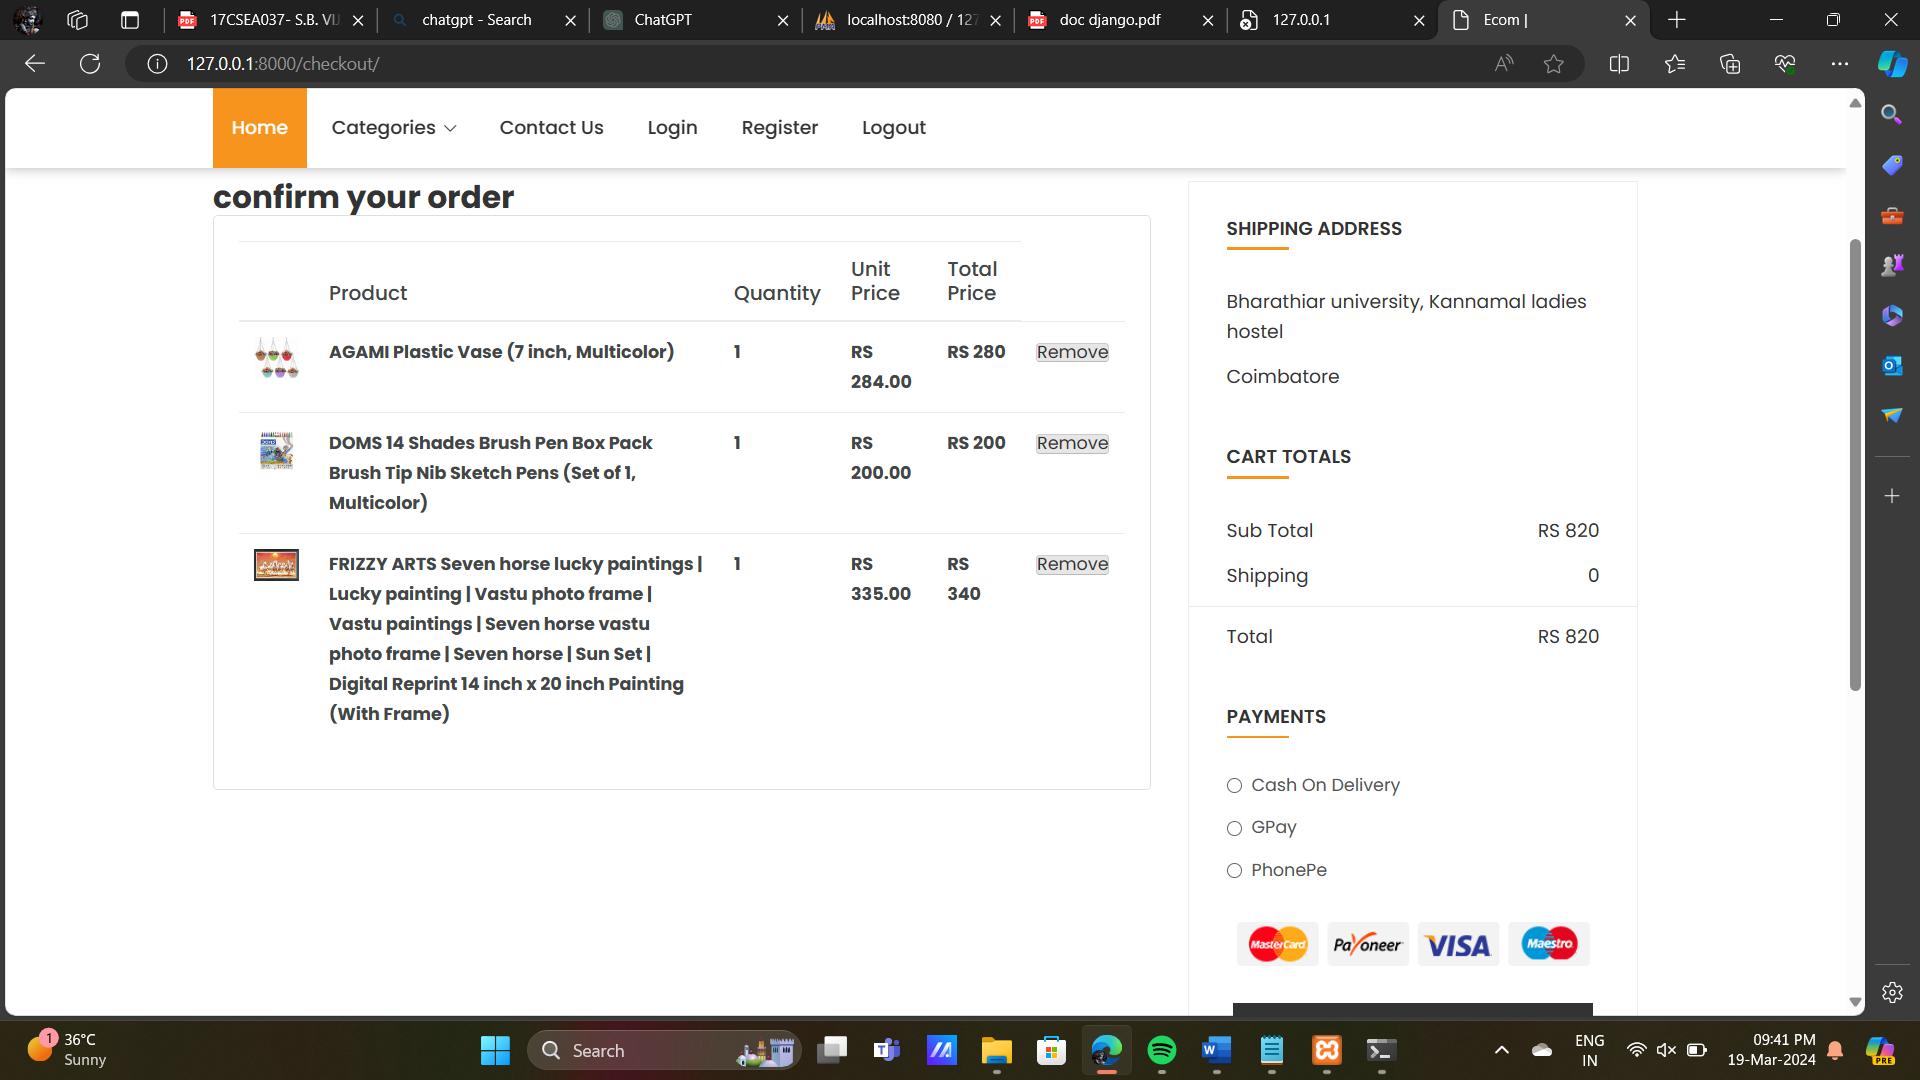 17CSEA037- S.B. VIJ
chatgpt - Search
ChatGPT
localhost:8080 / 127
doc django.pdf
127.0.0.1
Ecom |
127.0.0.1:8000/checkout/
Home
Categories
Contact Us
Login
Register
Logout
confirm your order
Product
Quantity
Unit
Price
Total
Price
AGAMI Plastic Vase (7 inch, Multicolor)
1
RS
284.00
RS 280
Remove
DOMS 14 Shades Brush Pen Box Pack
Brush Tip Nib Sketch Pens (Set of 1,
Multicolor)
1
RS
200.00
RS 200
Remove
FRIZZY ARTS Seven horse lucky paintings |
Lucky painting | Vastu photo frame |
Vastu paintings | Seven horse vastu
photo frame | Seven horse | Sun Set |
Digital Reprint 14 inch x 20 inch Painting
(With Frame)
1
RS
335.00
RS
340
Remove
SHIPPING ADDRESS
Bharathiar university, Kannamal ladies
hostel
Coimbatore
CART TOTALS
Sub Total
RS 820
Shipping
0
Total
RS 820
PAYMENTS
Cash On Delivery
GPay
PhonePe
MasterCard
Payoneer
VISA
Maestro
1
36°C
Sunny
Search
ENG
IN
09:41 PM
19-Mar-2024
PRE